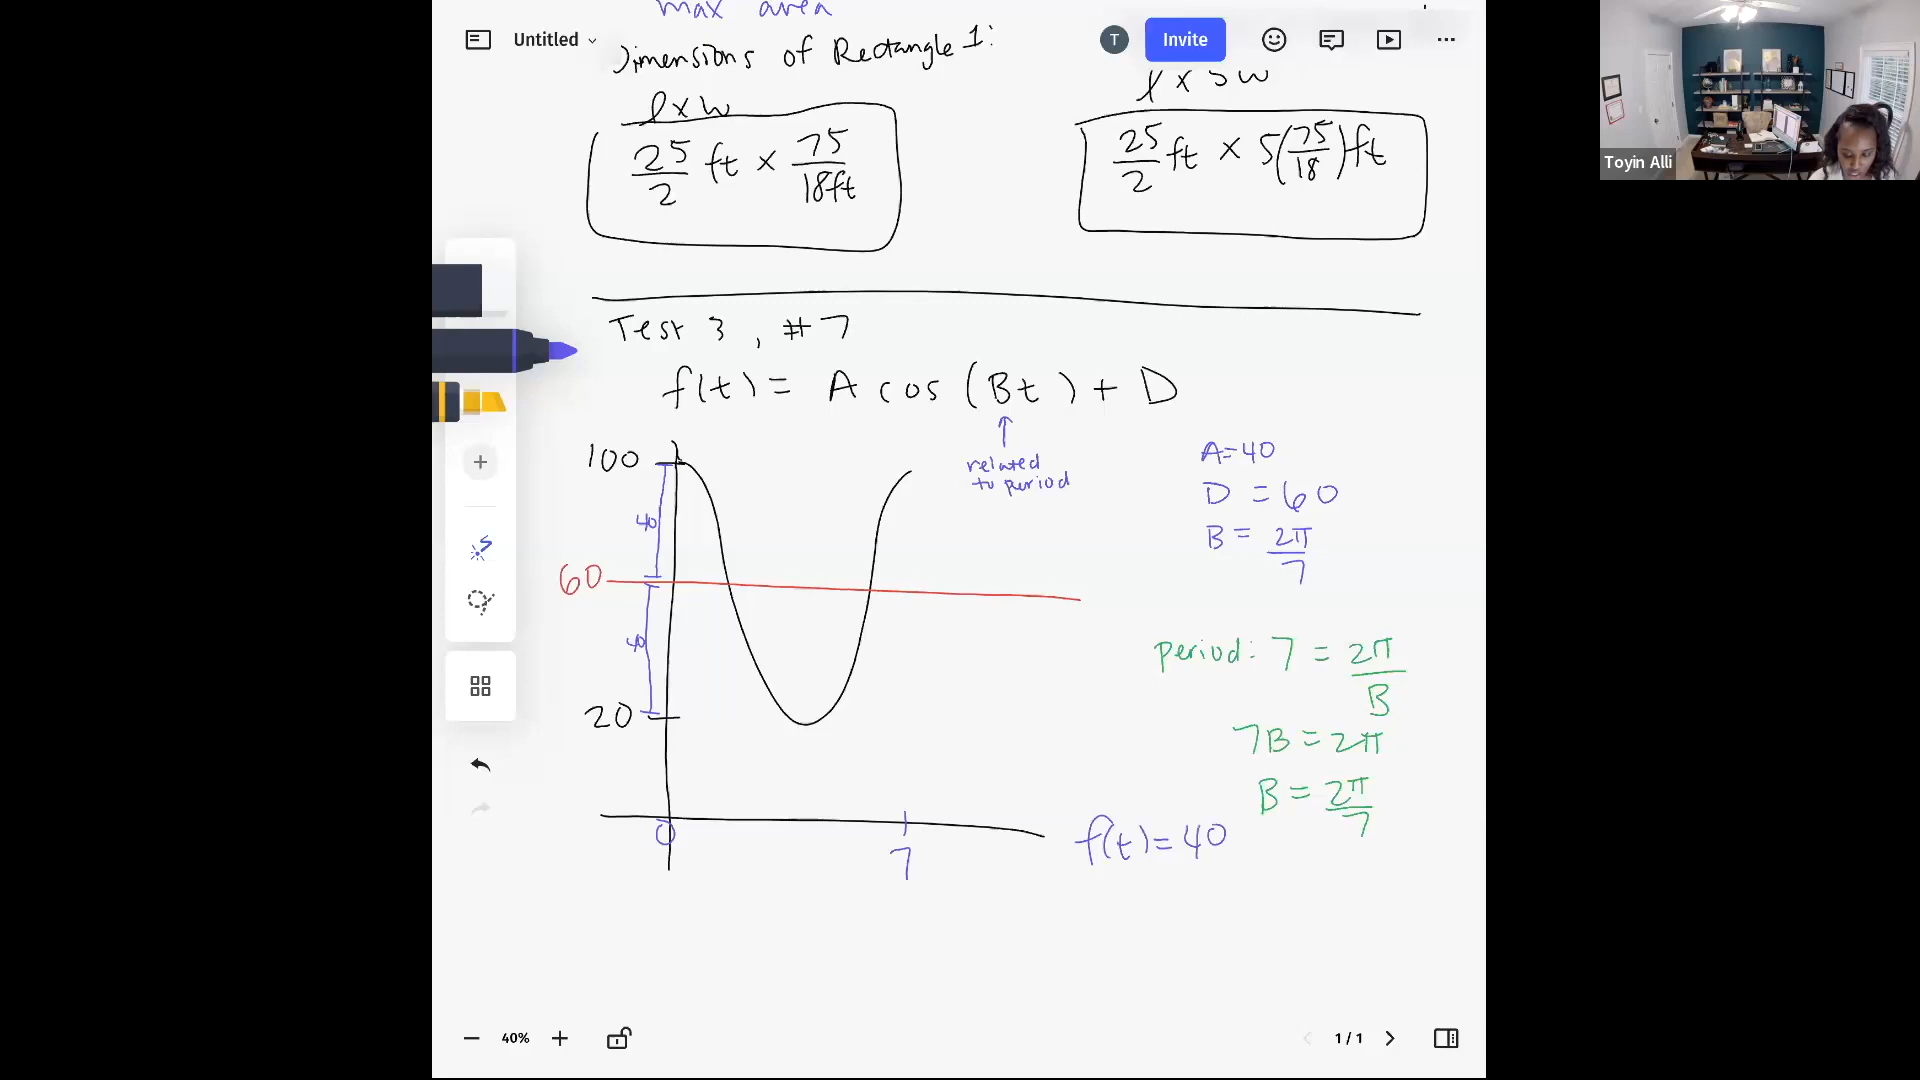 max area
Untitled
T
Invite
Dimensions of Rectangle 1:
l x w
l x 5w
25/2 ft x 75/18ft
25/2 ft x 5(75/18)ft
Toyin Alli
Test 3, #7
f(t) = A cos (Bt) + D
related
to period
A=40
D = 60
B = 2π/7
100
40
60
40
20
0
7
period: 7 = 2π/B
7B = 2π
B = 2π/7
f(t) = 40
40%
1/1